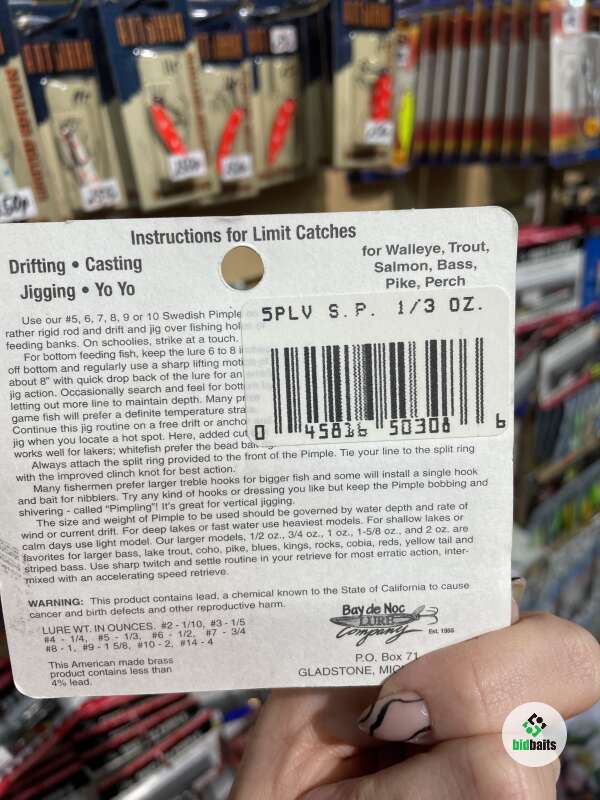 Instructions for Limit Catches
Drifting • Casting
Jigging • Yo Yo
for Walleye, Trout,
Salmon, Bass,
Pike, Perch
5PLV S.P. 1/3 OZ.
0 45816 50308 6
Use our #5, 6, 7, 8, 9 or 10 Swedish Pimple
rather rigid rod and drift and jig over fishing
feeding banks. On schoolies, strike at a touch.
For bottom feeding fish, keep the lure 6 to 8
off bottom and regularly use a sharp lifting
about 8" with quick drop back of the lure for an
jig action. Occasionally search and feel for
letting out more line to maintain depth. Many
game fish will prefer a definite temperature
Continue this jig routine on a free drift or
jig when you locate a hot spot. Here, added cut
works well for lakers; whitefish prefer the bead
Always attach the split ring provided to the front of the Pimple. Tie your line to the split ring
with the improved clinch knot for best action.
Many fishermen prefer larger treble hooks for bigger fish and some will install a single hook
and bait for nibblers. Try any kind of hooks or dressing you like but keep the Pimple bobbing and
shivering - called "Pimpling"! It's great for vertical jigging.
The size and weight of Pimple to be used should be governed by water depth and rate of
wind or current drift. For deep lakes or fast water use heaviest models. For shallow lakes or
calm days use light model. Our larger models, 1/2 oz., 3/4 oz., 1 oz., 1-5/8 oz., and 2 oz. are
favorites for larger bass, lake trout, coho, pike, blues, kings, rocks, cobia, reds, yellow tail and
striped bass. Use sharp twitch and settle routine in your retrieve for most erratic action, inter-
mixed with an accelerating speed retrieve.
WARNING: This product contains lead, a chemical known to the State of California to cause
cancer and birth defects and other reproductive harm.
LURE WT. IN OUNCES. #2 - 1/10, #3 - 1/5
#4 - 1/4, #5 - 1/3, #6 - 1/2, #7 - 3/4
#8 - 1, #9 - 1 5/8, #10 - 2, #14 - 4
This American made brass
product contains less than
4% lead.
Bay de Noc
LURE
Company
Est. 1955
P.O. Box 71
GLADSTONE,
bidbaits